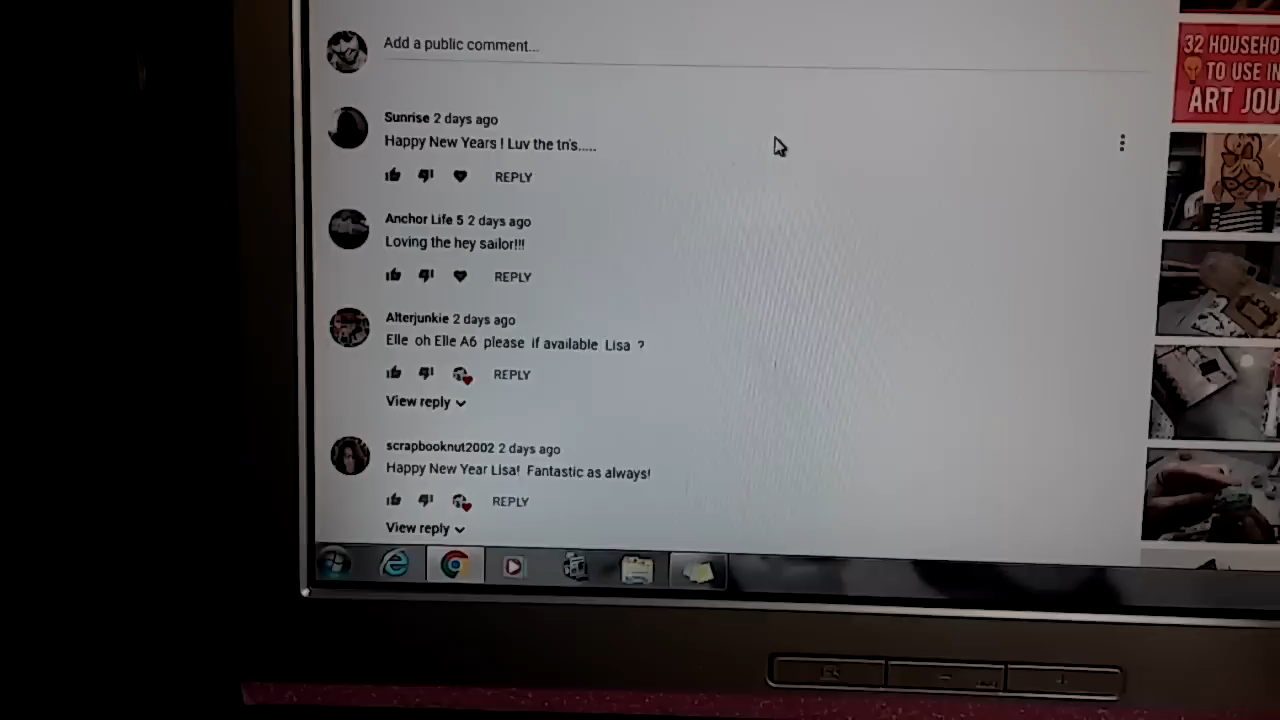 Add a public comment...
Sunrise 2 days ago
Happy New Years ! Luv the tn's.....
REPLY
Anchor Life 5 2 days ago
Loving the hey sailor!!!
REPLY
Alterjunkie 2 days ago
Elle oh Elle A6 please if available Lisa ?
REPLY
View reply
scrapbooknut2002 2 days ago
Happy New Year Lisa! Fantastic as always!
REPLY
View reply
32 HOUSEHO
TO USE IN
ART JOU